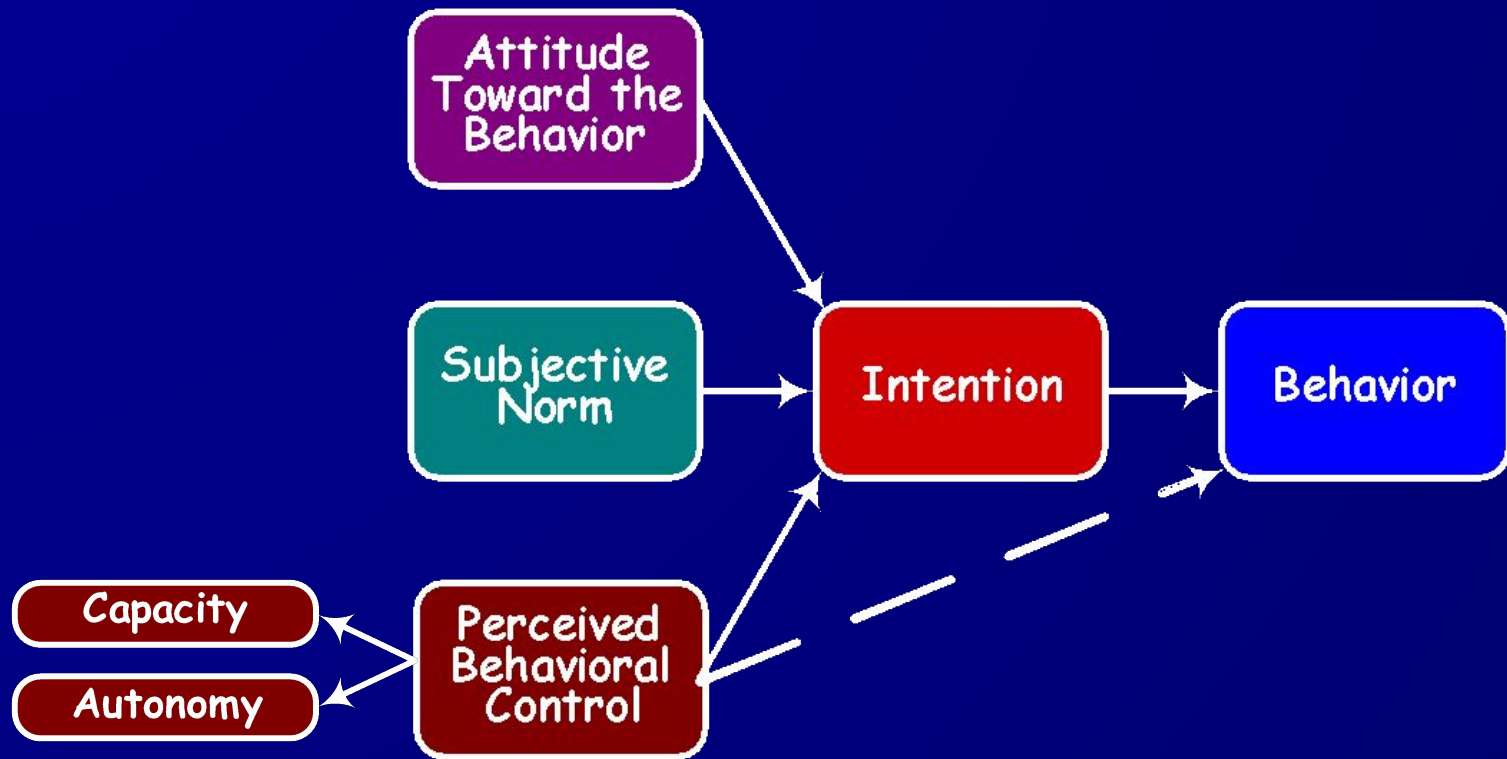 Attitude
Toward the
Behavior
Subjective
Norm
Intention
Behavior
Capacity
Autonomy
Perceived
Behavioral
Control